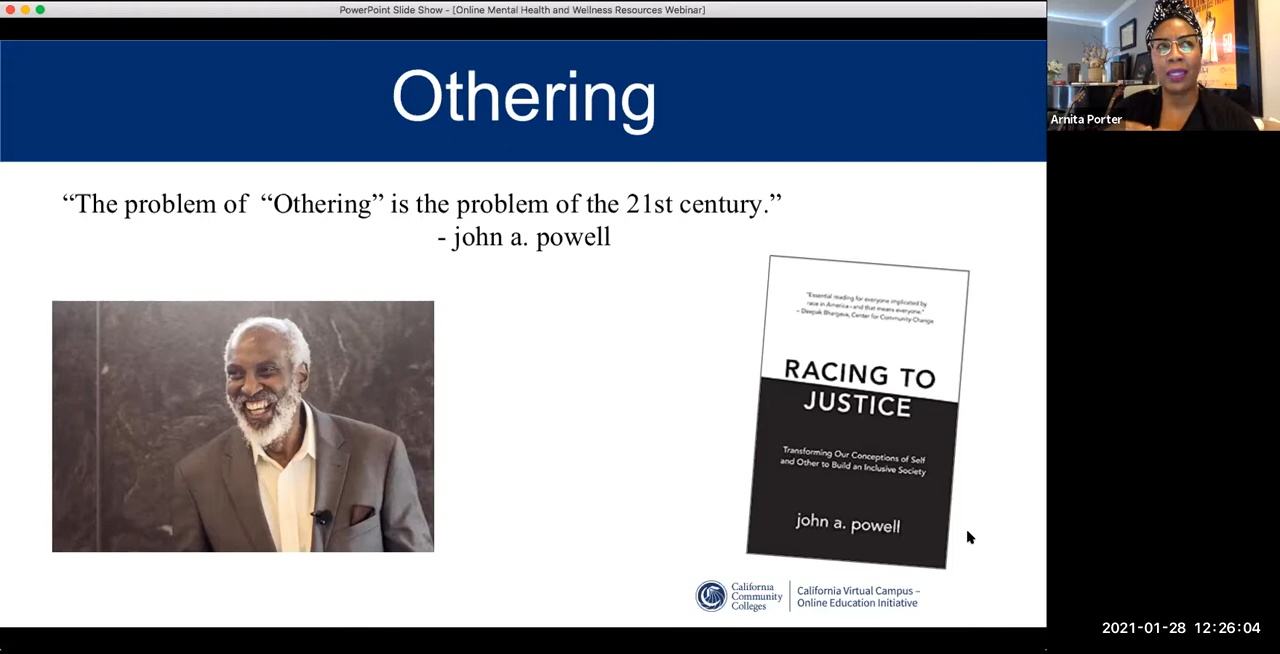 PowerPoint Slide Show - [Online Mental Health and Wellness Resources Webinar]
Othering
Arnita Porter
“The problem of “Othering” is the problem of the 21st century.”
- john a. powell
"Essential reading for everyone implicated by
race in America—and that means everyone."
– Deepak Bhargava, Center for Community Change
RACING TO
JUSTICE
Transforming Our Conceptions of Self
and Other to Build an Inclusive Society
john a. powell
California
Community
Colleges
California Virtual Campus –
Online Education Initiative
2021-01-28 12:26:04